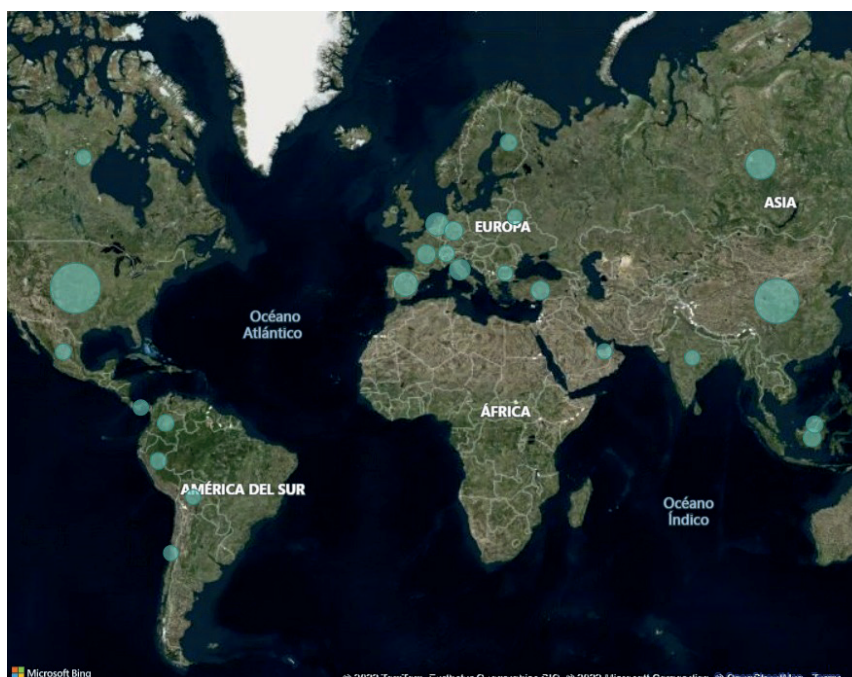 ASIA
EUROPA
Océano
Atlántico
ÁFRICA
AMÉRICA DEL SUR
Océano
Índico
Microsoft Bing